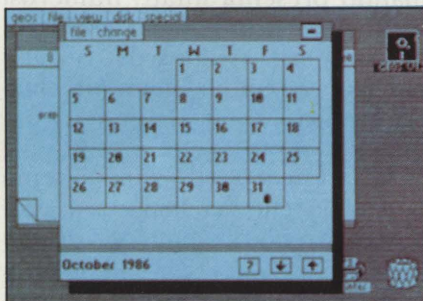 geos file view disk special
file change
S M T W T F S
1 2 3 4
5 6 7 8 9 10 11
12 13 14 15 16 17 18
19 20 21 22 23 24 25
26 27 28 29 30 31
October 1986 ?